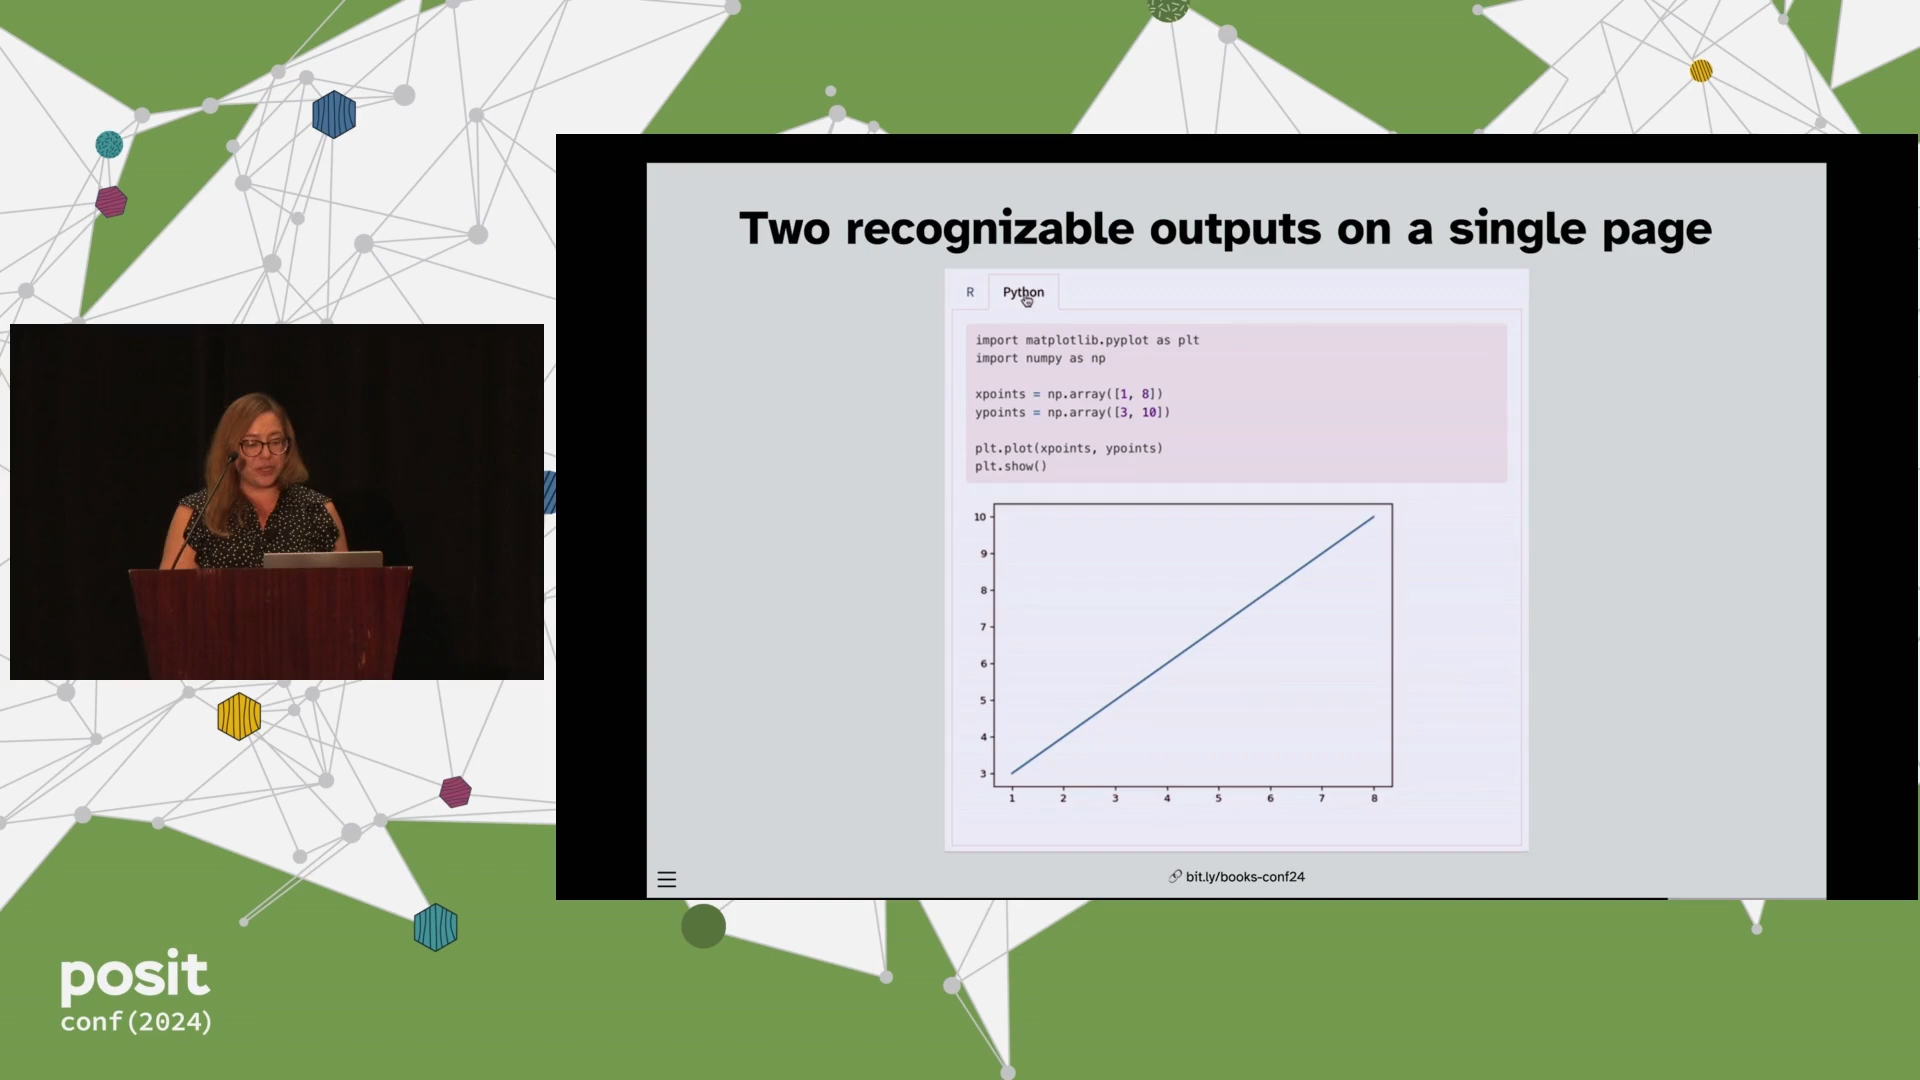 Two recognizable outputs on a single page
R Python
import matplotlib.pyplot as plt
import numpy as np
xpoints = np.array([1, 8])
ypoints = np.array([3, 10])
plt.plot(xpoints, ypoints)
plt.show()
10
9
8
7
6
5
4
3
1 2 3 4 5 6 7 8
bit.ly/books-conf24
posit
conf(2024)